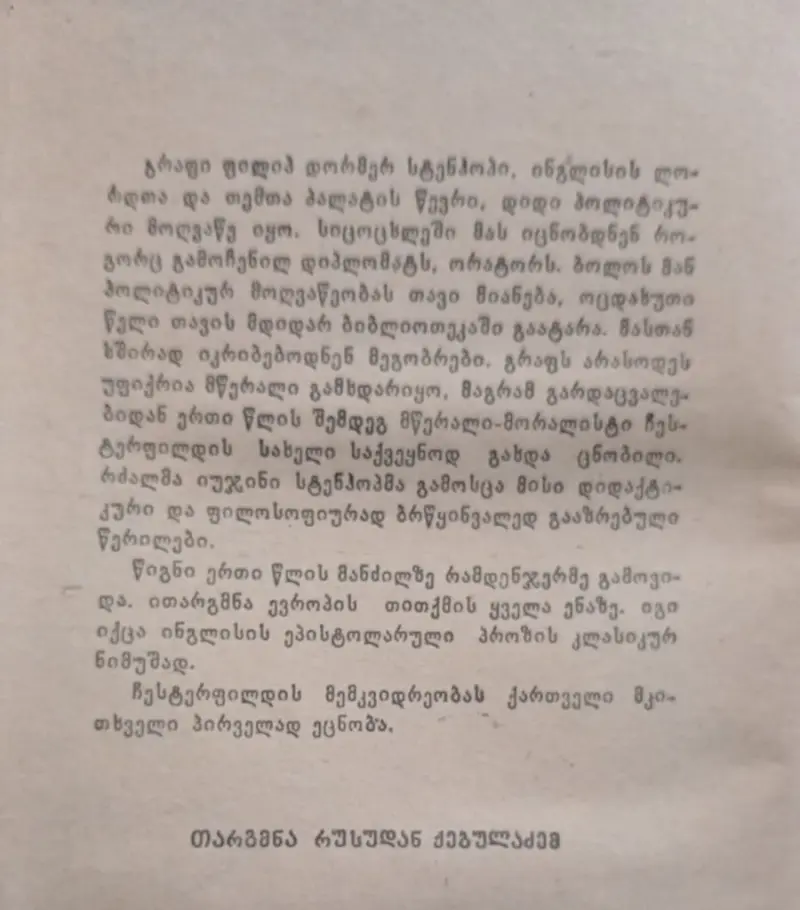 გრაფი ფილიპ დორმერ სტენჰოპი, ინგლისის ლო-
რდთა და თემთა პალატის წევრი, დიდი პოლიტიკუ-
რი მოღვაწე იყო. სიცოცხლეში მას იცნობდნენ რო-
გორც გამოჩენილ დიპლომატს, ორატორს. ბოლოს მან
პოლიტიკურ მოღვაწეობას თავი მიანება, ოცდახუთი
წელი თავის მდიდარ ბიბლიოთეკაში გაატარა. მასთან
ხშირად იკრიბებოდნენ მეგობრები. გრაფს არასოდეს
უფიქრია მწერალი გამხდარიყო, მაგრამ გარდაცვალე-
ბიდან ერთი წლის შემდეგ მწერალი-მორალისტი ჩეს-
ტერფილდის სახელი საქვეყნოდ გახდა ცნობილი.
რძალმა იუჯინი სტენჰოპმა გამოსცა მისი დიდაქტი-
კური და ფილოსოფიურად ბრწყინვალედ გააზრებული
წერილები.
წიგნი ერთი წლის მანძილზე რამდენჯერმე გამოვი-
და. ითარგმნა ევროპის თითქმის ყველა ენაზე. იგი
იქცა ინგლისის ეპისტოლარული პროზის კლასიკურ
ნიმუშად.
ჩესტერფილდის მემკვიდრეობას ქართველი მკი-
თხველი პირველად ეცნობა.
თარგმნა რუსუდან ქებულაძემ